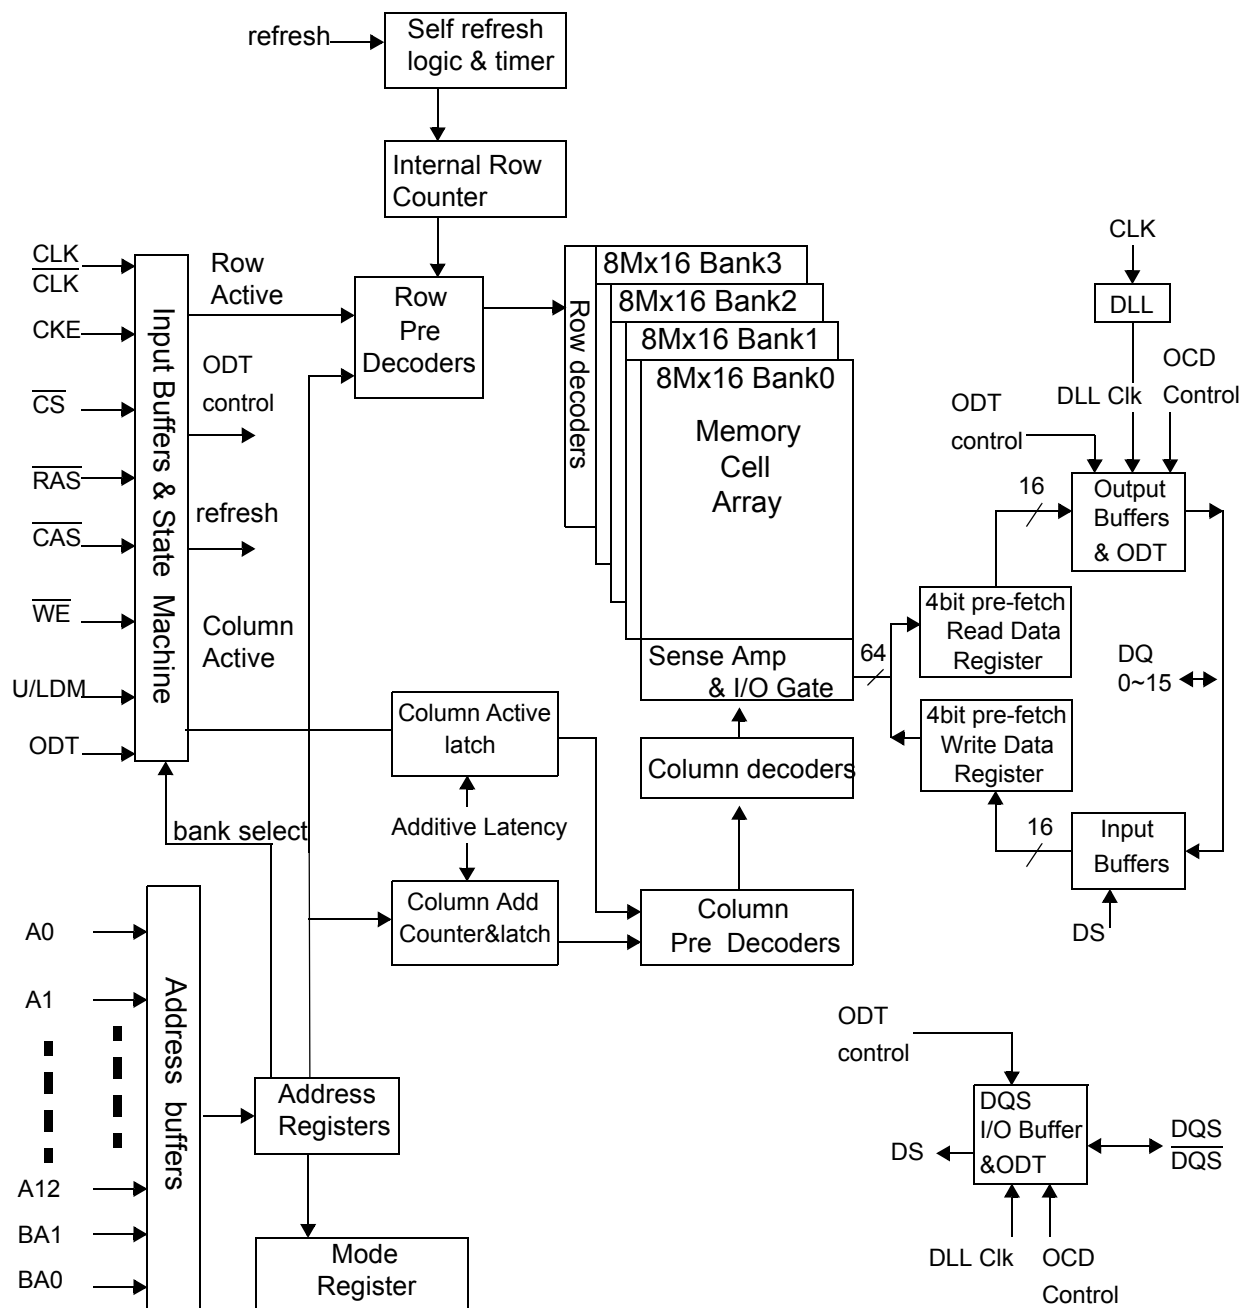 refresh
Self refresh
logic & timer
Internal Row
Counter
CLK
CLK
CKE
CS
RAS
CAS
WE
U/LDM
ODT
Input Buffers & State Machine
Row
Active
ODT
control
refresh
Column
Active
bank select
Row
Pre
Decoders
Row decoders
8Mx16 Bank3
8Mx16 Bank2
8Mx16 Bank1
8Mx16 Bank0
Memory
Cell
Array
Sense Amp
& I/O Gate
64
Column decoders
Column Active
latch
Additive Latency
Column Add
Counter&latch
Column
Pre Decoders
CLK
DLL
DLL Clk
OCD
Control
ODT
control
16
Output
Buffers
& ODT
4bit pre-fetch
Read Data
Register
4bit pre-fetch
Write Data
Register
DQ
0~15
16
Input
Buffers
DS
A0
A1
A12
BA1
BA0
Address buffers
Address
Registers
Mode
Register
ODT
control
DQS
I/O Buffer
&ODT
DS
DQS
DQS
DLL Clk
OCD
Control